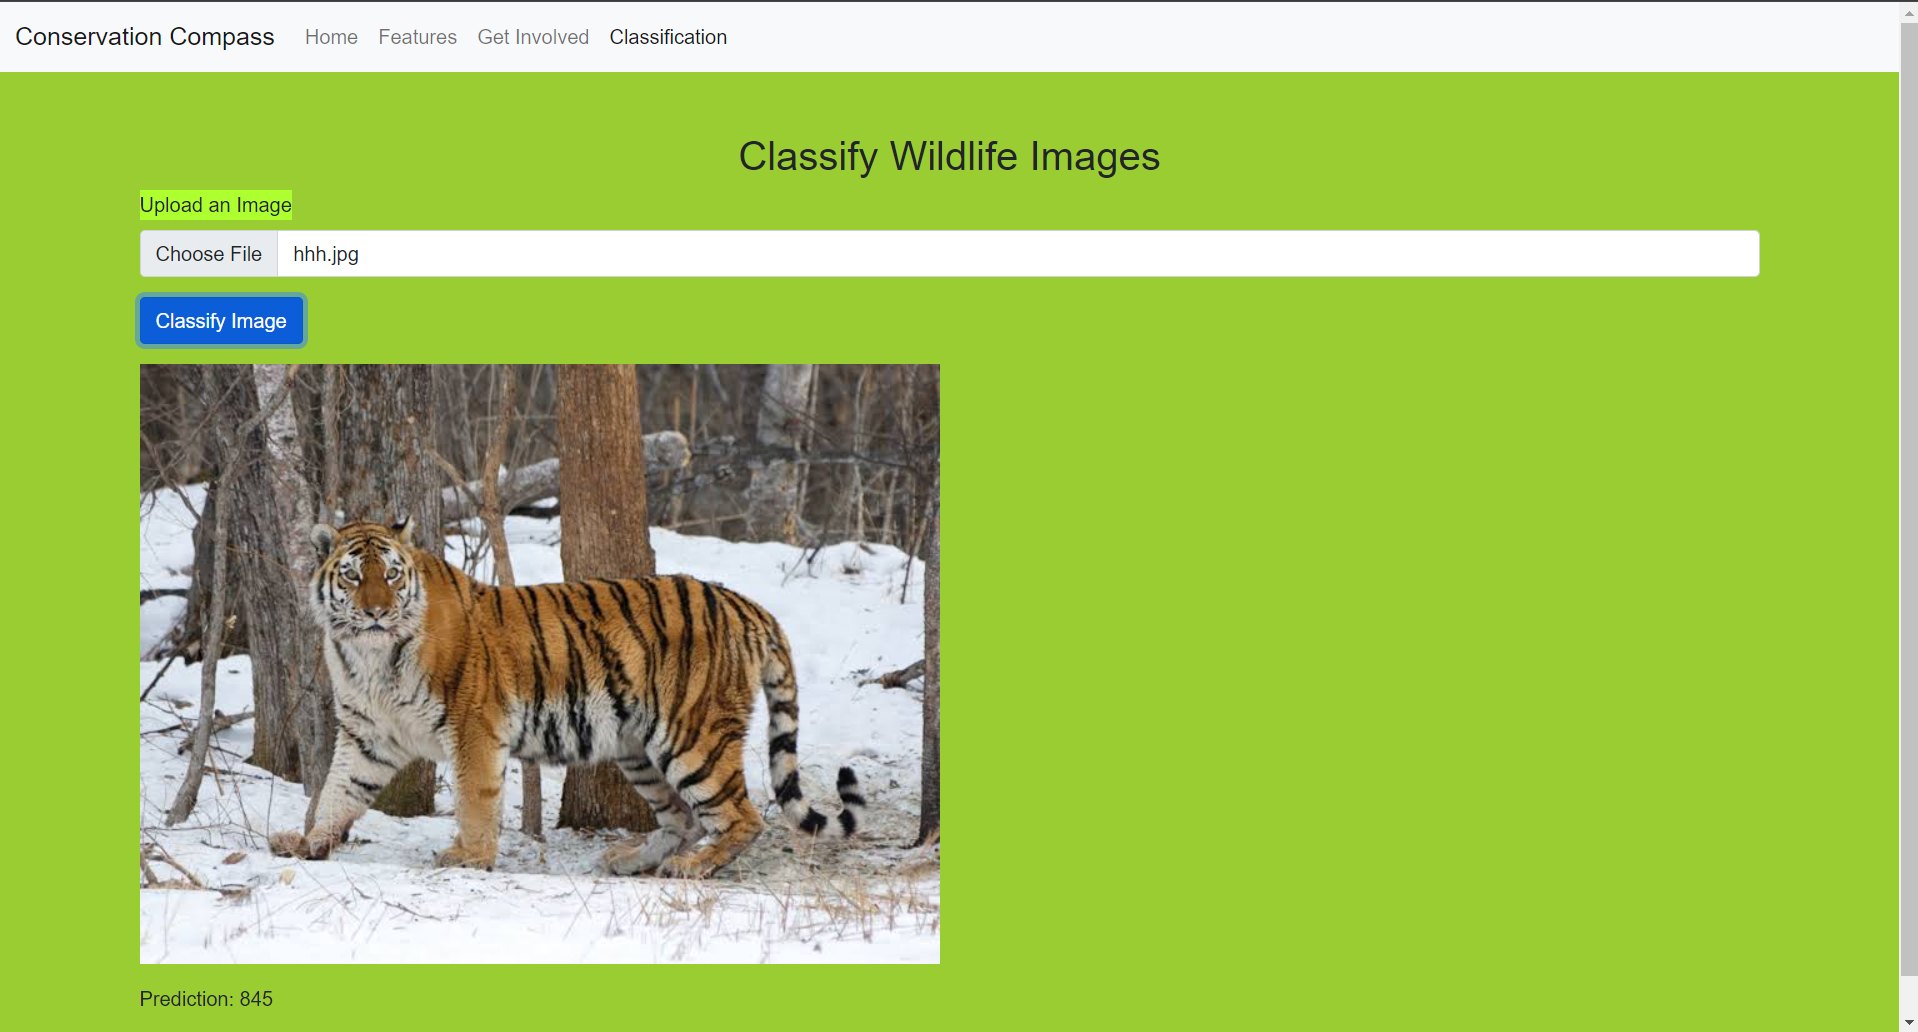 Conservation Compass Home Features Get Involved Classification
Classify Wildlife Images
Upload an Image
Choose File hhh.jpg
Classify Image
Prediction: 845